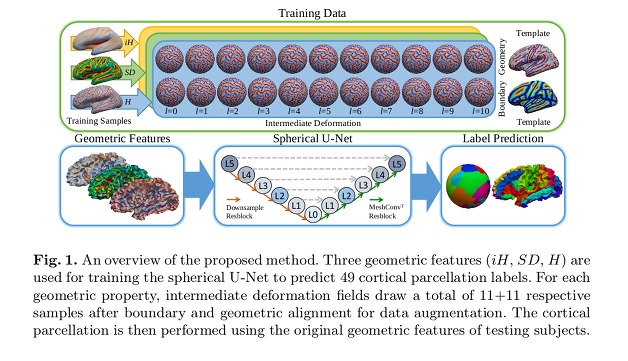 Training Data
iH
SD
H
Training Samples
l=0 l=1 l=2 l=3 l=4 l=5 l=6 l=7 l=8 l=9 l=10
Intermediate Deformation
Geometry
Boundary
Template
Template
Geometric Features
Spherical U-Net
Label Prediction
L5 L5
L4 L4
L3 L3
L2 L2
L1 L1
L0
Downsample
Resblock
MeshConvᵀ
Resblock
Fig. 1. An overview of the proposed method. Three geometric features (iH, SD, H) are
used for training the spherical U-Net to predict 49 cortical parcellation labels. For each
geometric property, intermediate deformation fields draw a total of 11+11 respective
samples after boundary and geometric alignment for data augmentation. The cortical
parcellation is then performed using the original geometric features of testing subjects.